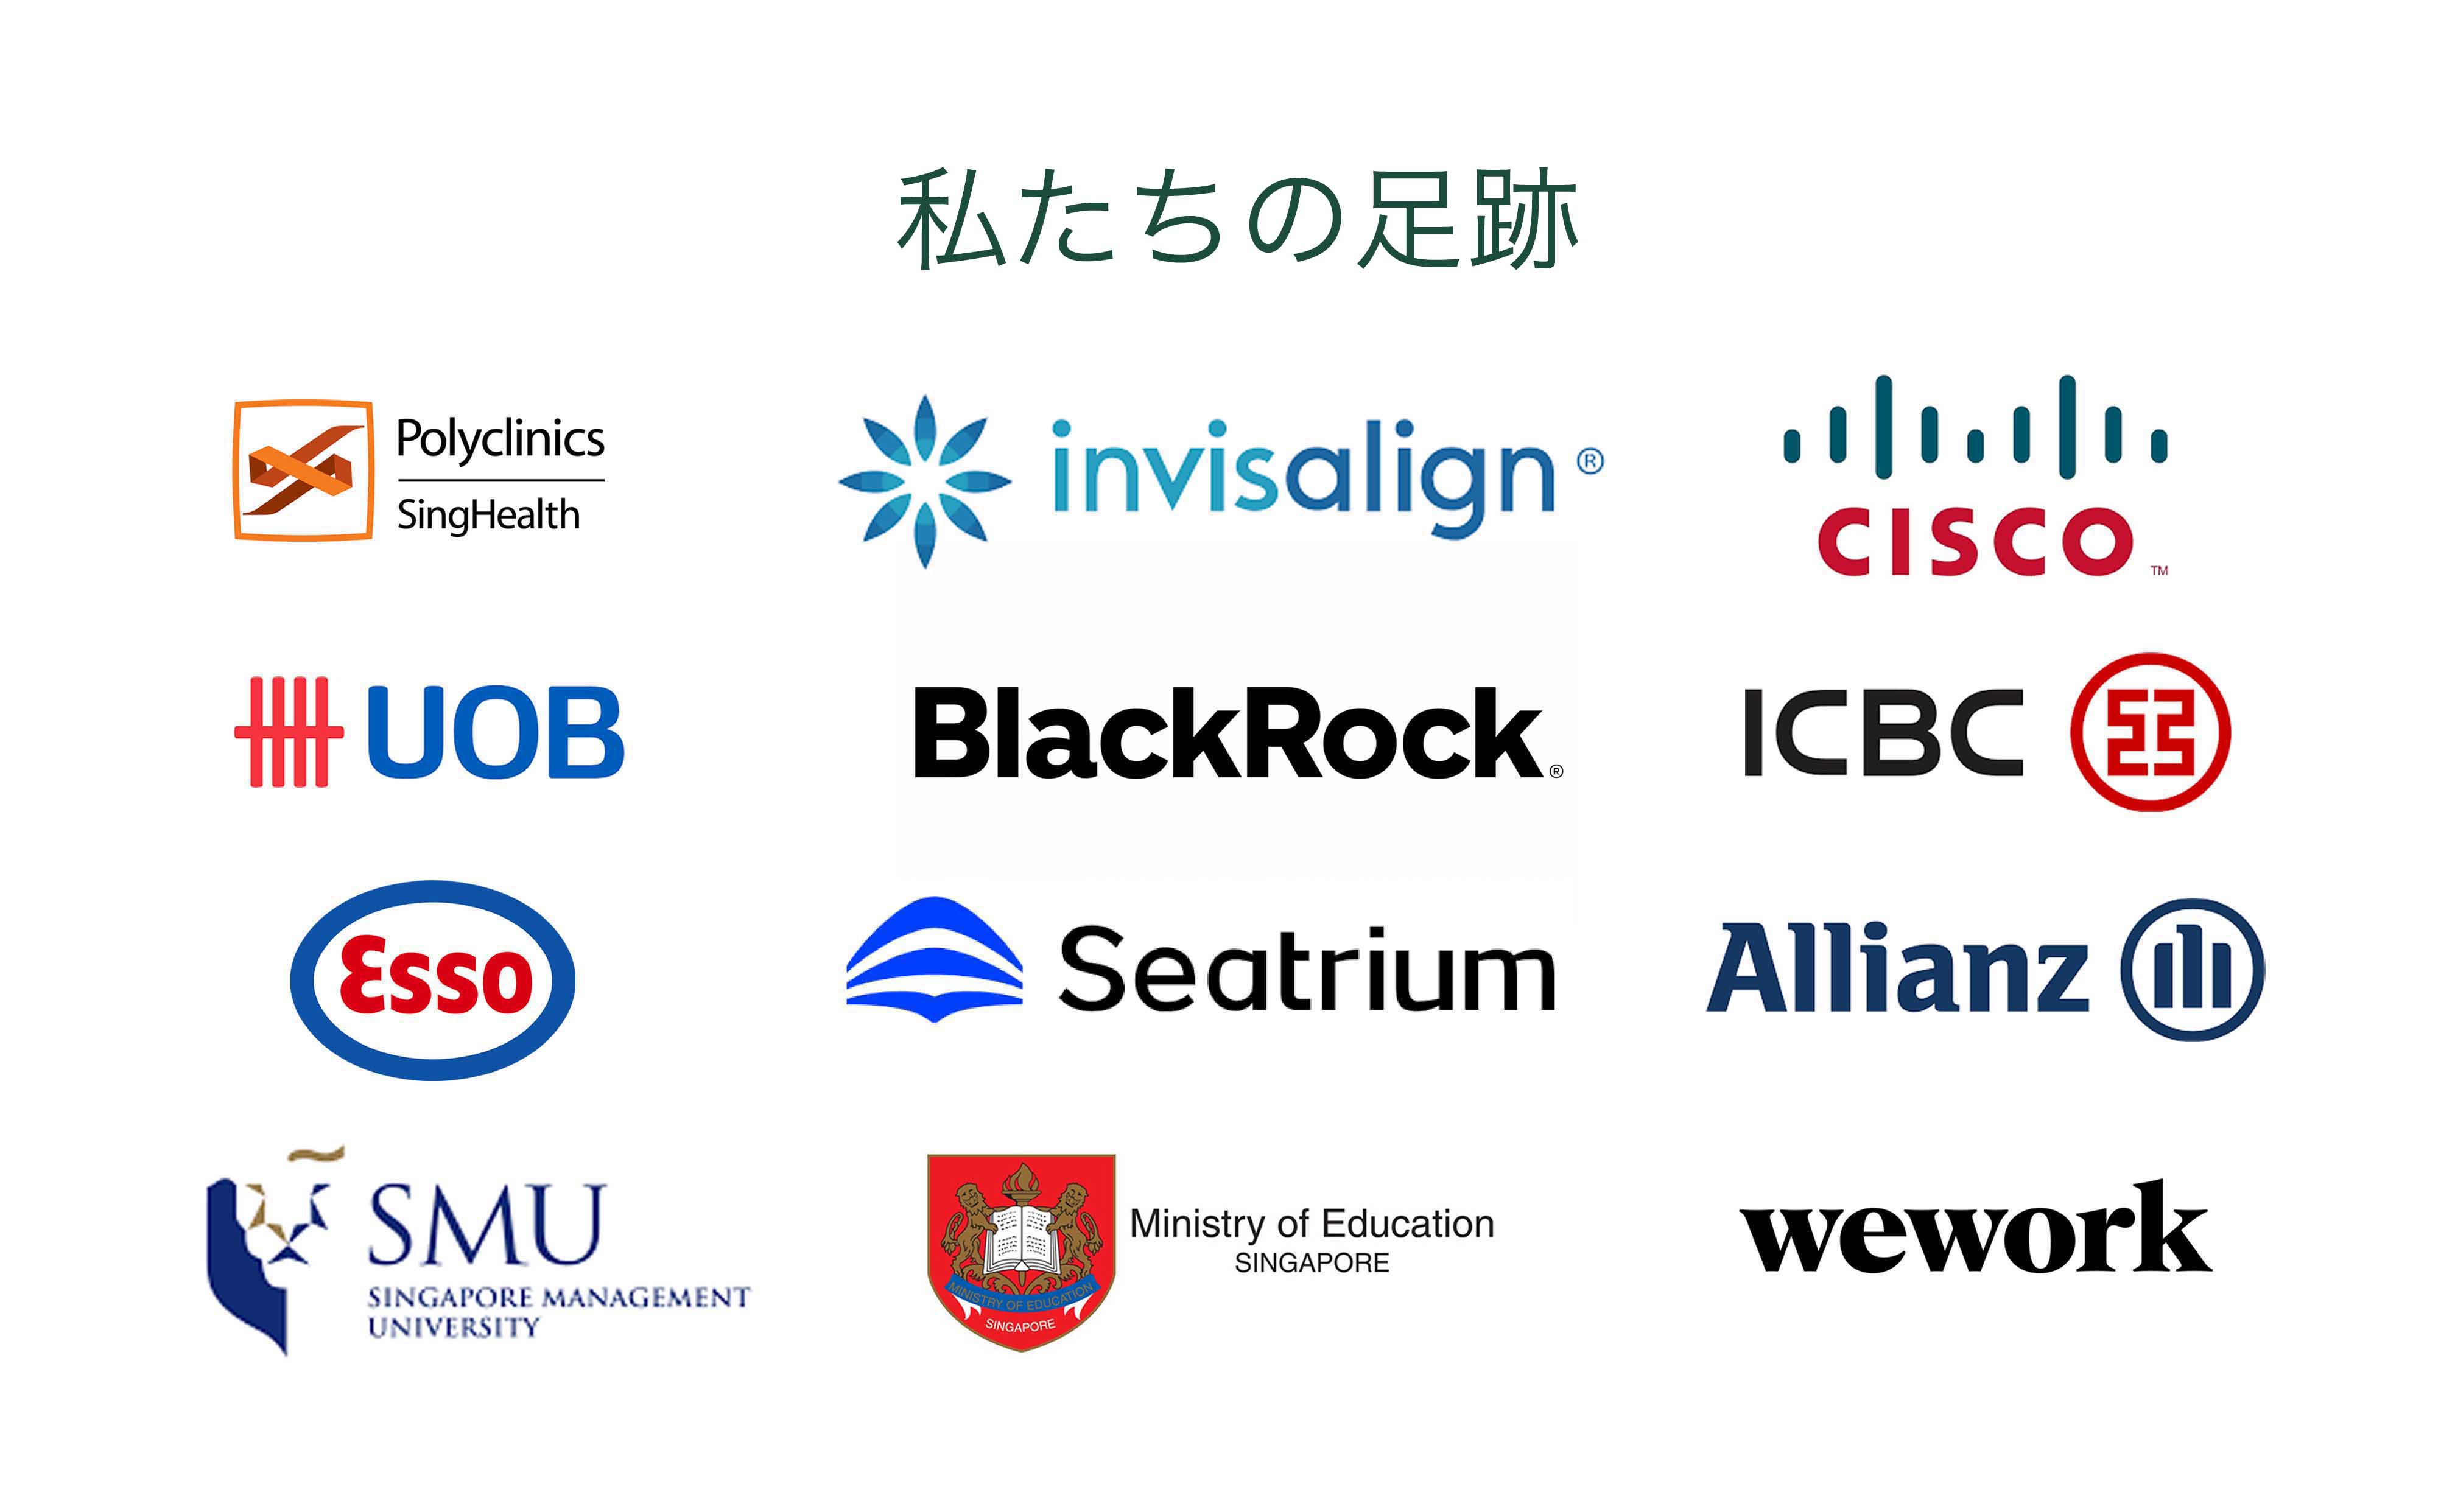 私たちの足跡
Polyclinics
SingHealth
invisalign®
CISCO™
UOB
BlackRock®
ICBC
Esso
Seatrium
Allianz
SMU
SINGAPORE MANAGEMENT
UNIVERSITY
Ministry of Education
SINGAPORE
MINISTRY OF EDUCATION
SINGAPORE
wework